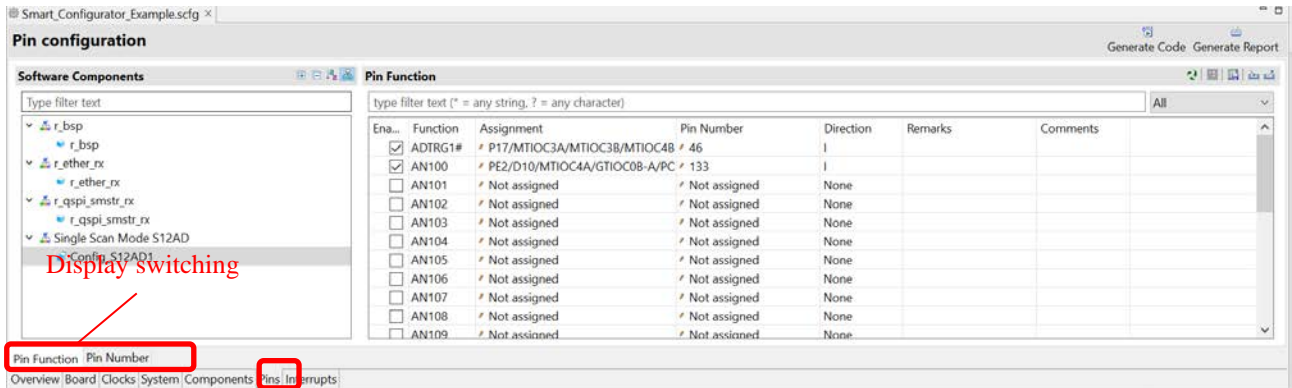 Smart_Configurator_Example.scfg ×
Pin configuration
Generate Code Generate Report
Software Components
Pin Function
Type filter text
type filter text (* = any string, ? = any character)
All
Ena... Function Assignment Pin Number Direction Remarks Comments
r_bsp
r_bsp
r_ether_rx
r_ether_rx
r_qspi_smstr_rx
r_qspi_smstr_rx
Single Scan Mode S12AD
Config_S12AD1
Display switching
ADTRG1# P17/MTIOC3A/MTIOC3B/MTIOC4B 46 I
AN100 PE2/D10/MTIOC4A/GTIOC0B-A/PC 133 I
AN101 Not assigned Not assigned None
AN102 Not assigned Not assigned None
AN103 Not assigned Not assigned None
AN104 Not assigned Not assigned None
AN105 Not assigned Not assigned None
AN106 Not assigned Not assigned None
AN107 Not assigned Not assigned None
AN108 Not assigned Not assigned None
AN109 Not assigned Not assigned None
Pin Function Pin Number
Overview Board Clocks System Components Pins Interrupts